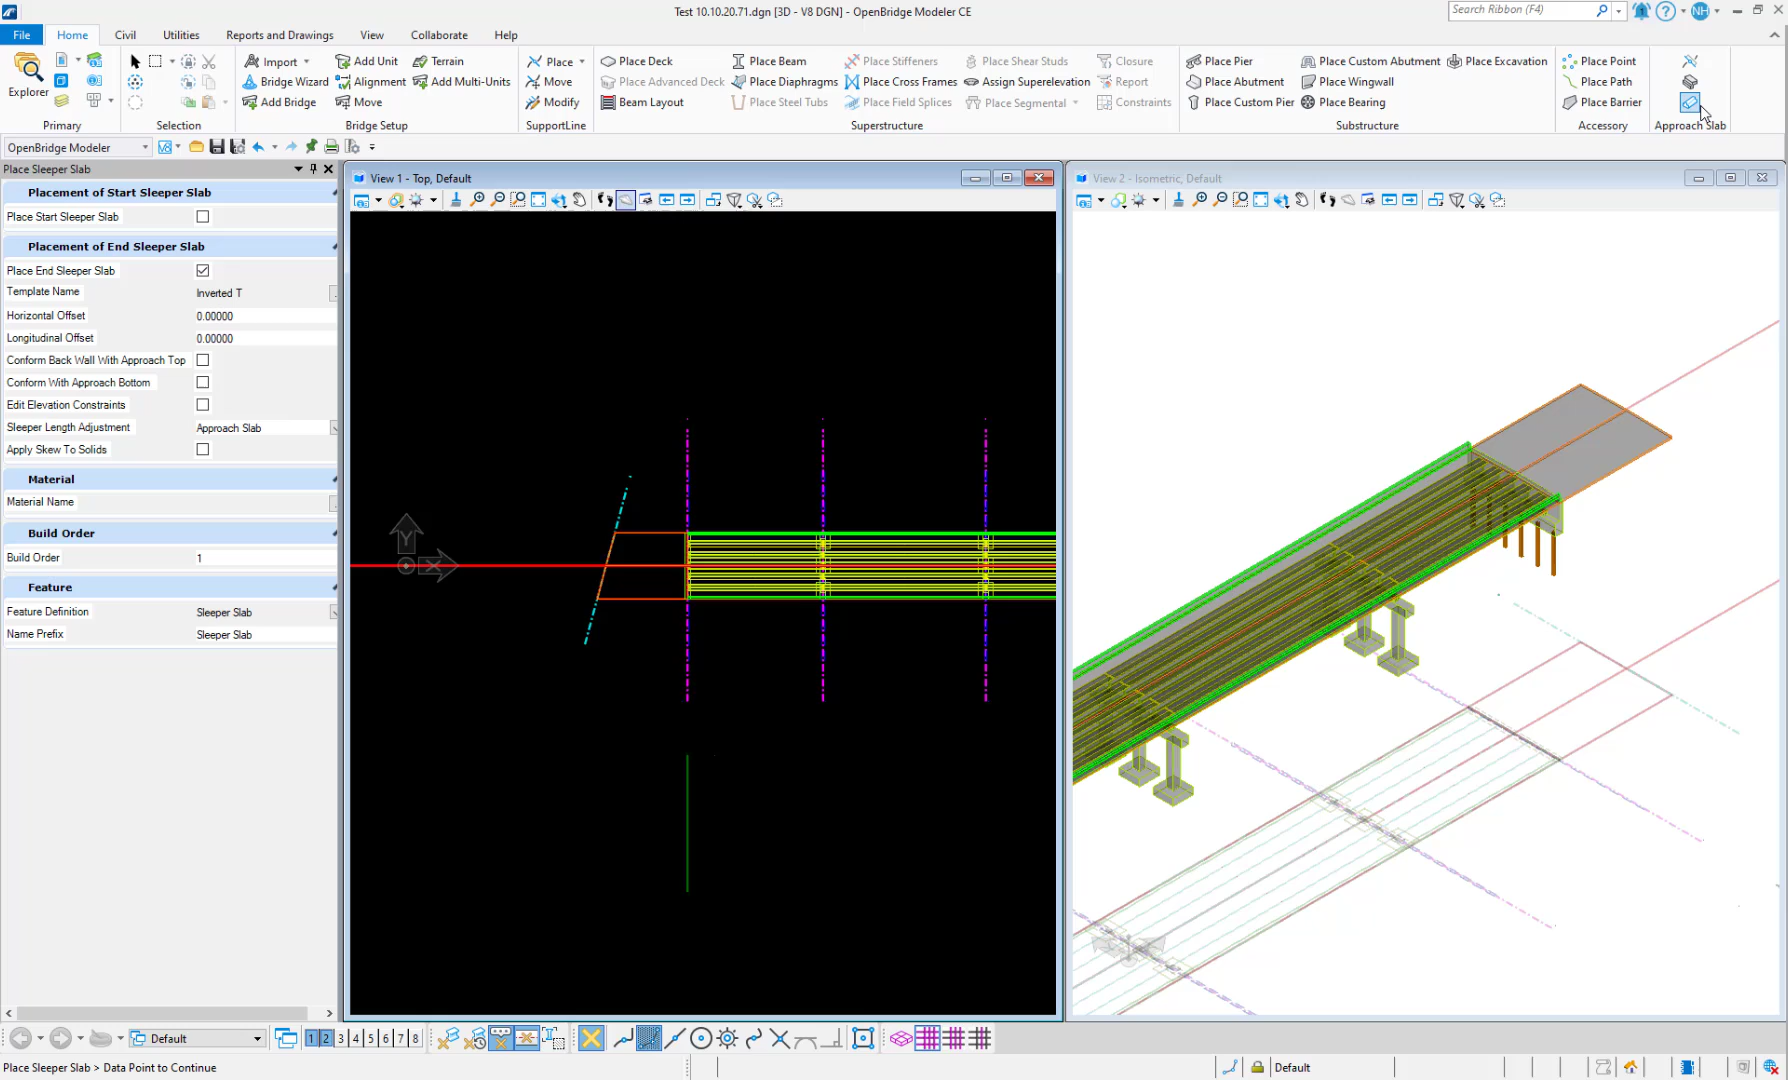 Test 10.10.20.71.dgn [3D - V8 DGN] - OpenBridge Modeler CE
Search Ribbon (F4)
1
NH
File
Home
Civil
Utilities
Reports and Drawings
View
Collaborate
Help
Explorer
Primary
Selection
Import
Bridge Wizard
Add Bridge
Add Unit
Alignment
Move
Terrain
Add Multi-Units
Bridge Setup
Place
Move
Modify
SupportLine
Place Deck
Place Advanced Deck
Beam Layout
Place Beam
Place Diaphragms
Place Steel Tubs
Place Stiffeners
Place Cross Frames
Place Field Splices
Place Shear Studs
Assign Superelevation
Place Segmental
Closure
Report
Constraints
Superstructure
Place Pier
Place Abutment
Place Custom Pier
Place Custom Abutment
Place Wingwall
Place Bearing
Place Excavation
Substructure
Place Point
Place Path
Place Barrier
Accessory
Approach Slab
OpenBridge Modeler
Place Sleeper Slab
Placement of Start Sleeper Slab
Place Start Sleeper Slab
Placement of End Sleeper Slab
Place End Sleeper Slab
Template Name Inverted T
Horizontal Offset 0.00000
Longitudinal Offset 0.00000
Conform Back Wall With Approach Top
Conform With Approach Bottom
Edit Elevation Constraints
Sleeper Length Adjustment Approach Slab
Apply Skew To Solids
Material
Material Name
Build Order
Build Order 1
Feature
Feature Definition Sleeper Slab
Name Prefix Sleeper Slab
View 1 - Top, Default
Y
X
View 2 - Isometric, Default
Default
1 2 3 4 5 6 7 8
Place Sleeper Slab > Data Point to Continue
Default